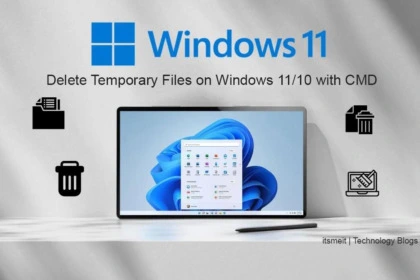 Windows 11
Delete Temporary Files on Windows 11/10 with CMD
itsmeit | Technology Blogs